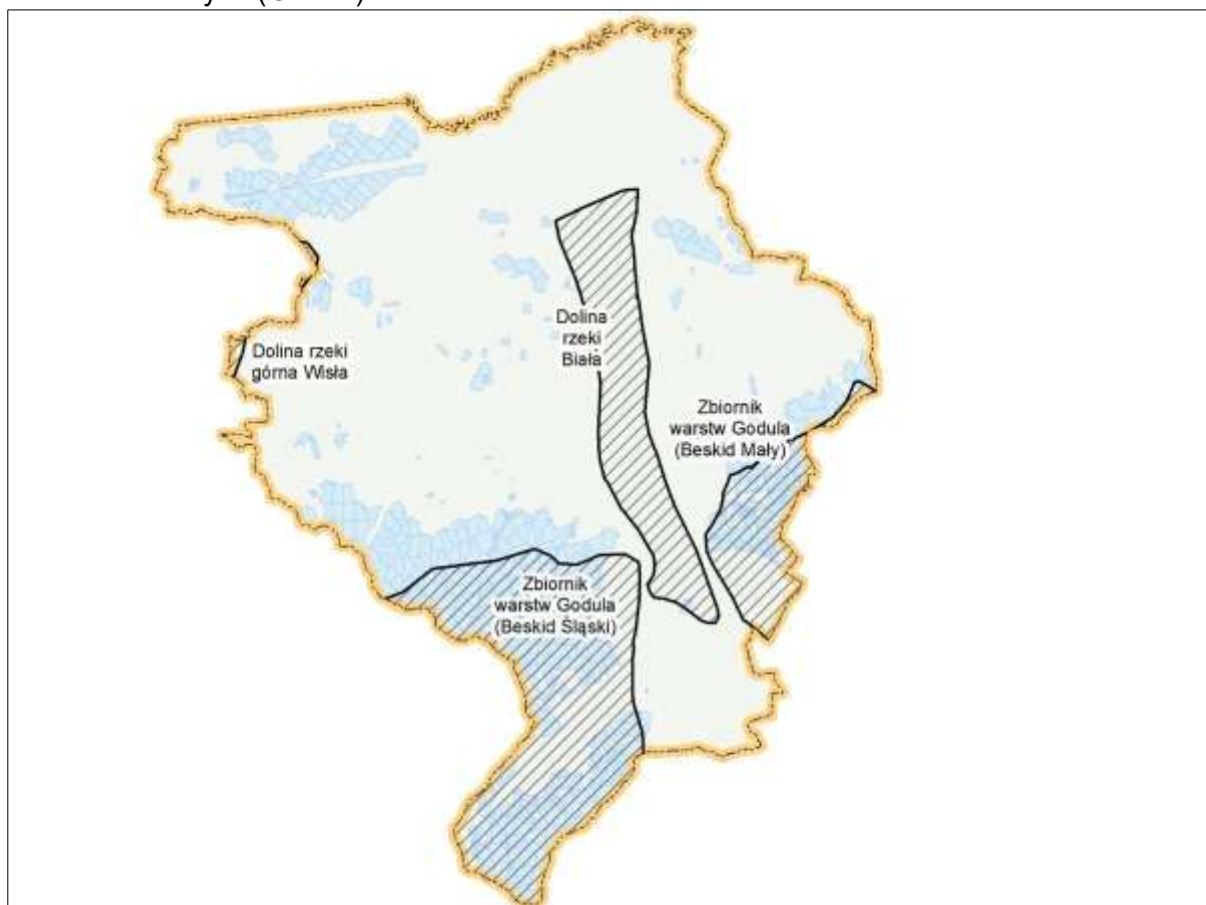 Dolina
rzeki
Biała
Dolina rzeki
górna Wisła
Zbiornik
warstw Godula
(Beskid Mały)
Zbiornik
warstw Godula
(Beskid Śląski)